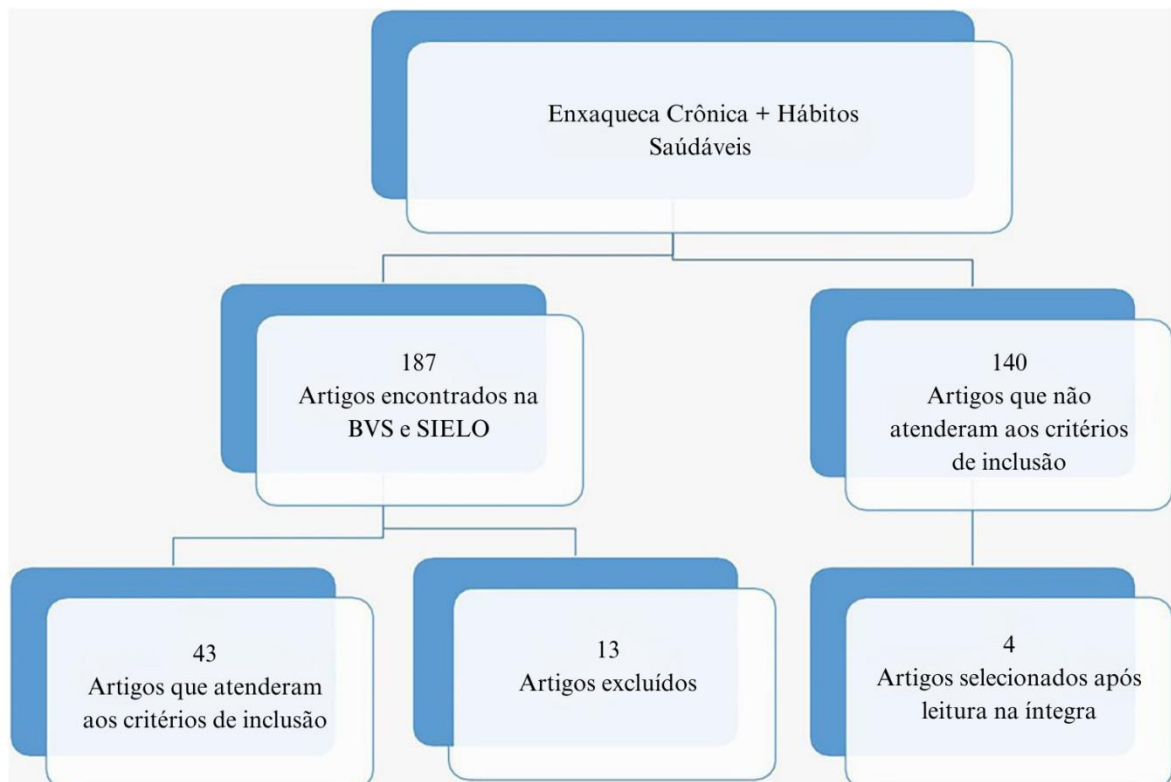 Enxaqueca Crônica + Hábitos
Saúdáveis
187
Artigos encontrados na
BVS e SIELO
140
Artigos que não
atenderam aos critérios
de inclusão
43
Artigos que atenderam
aos critérios de inclusão
13
Artigos excluídos
4
Artigos selecionados após
leitura na íntegra